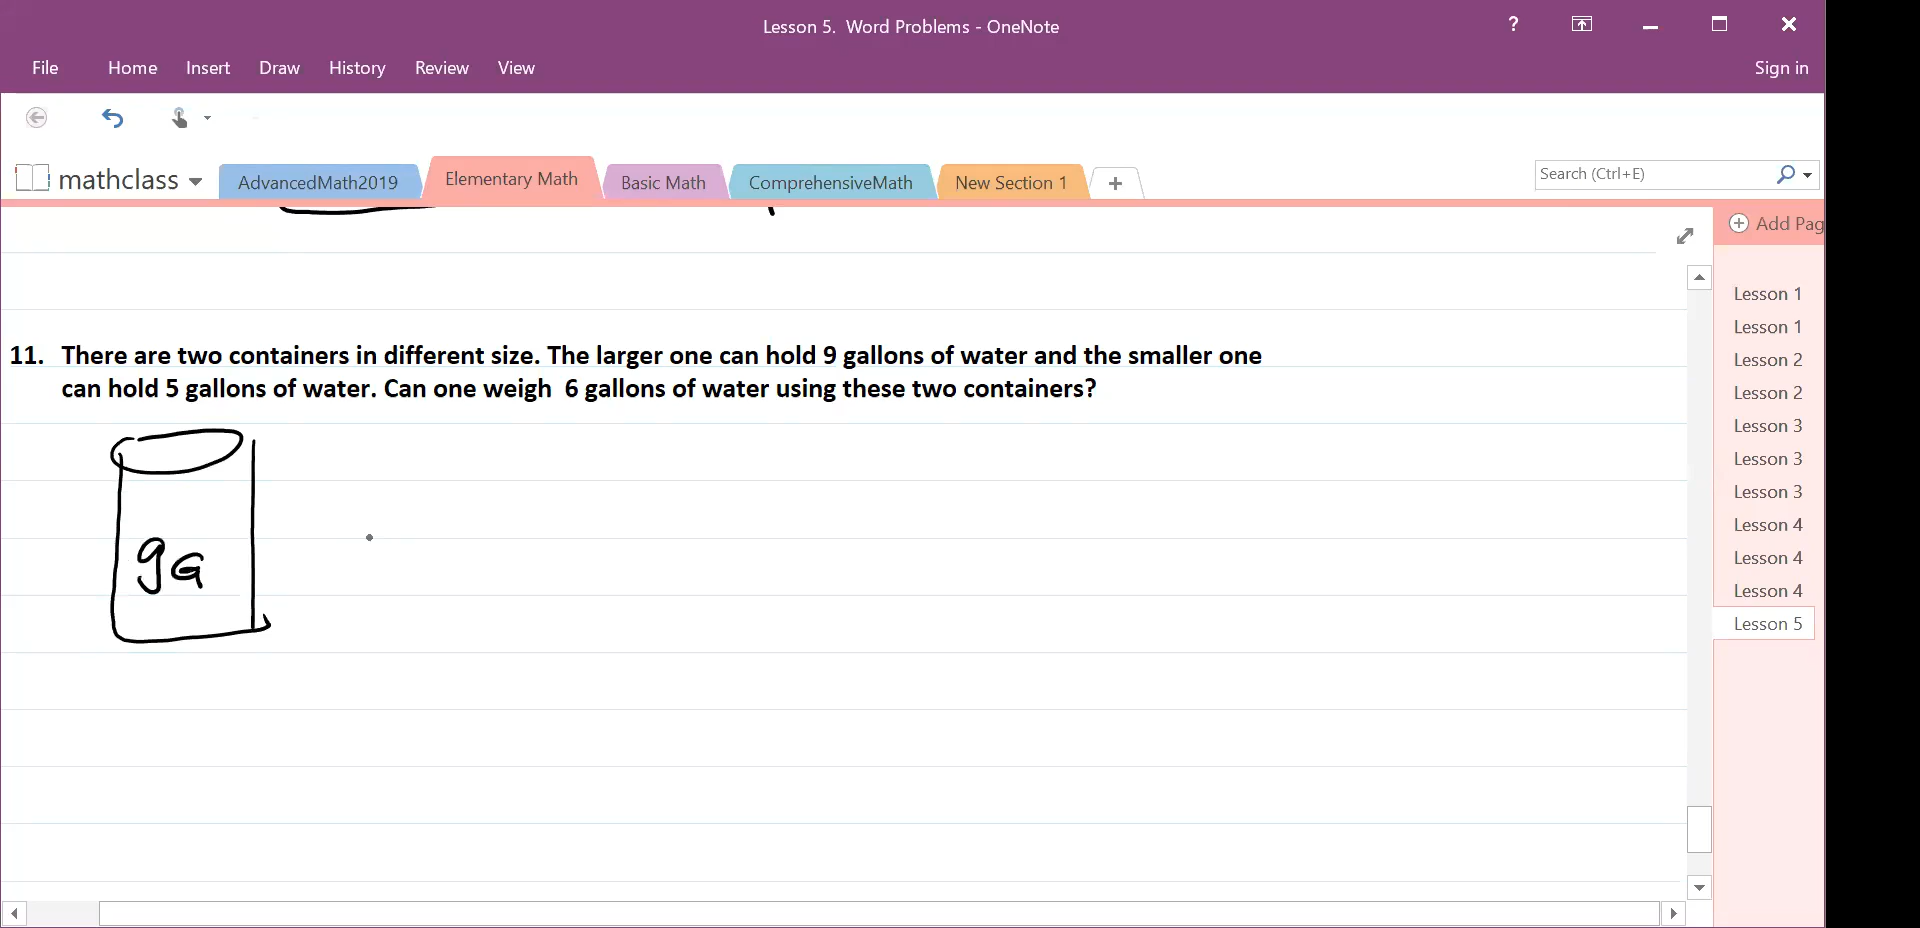 Lesson 5.  Word Problems - OneNote
?
File Home Insert Draw History Review View Sign in
mathclass AdvancedMath2019 Elementary Math Basic Math ComprehensiveMath New Section 1 + Search (Ctrl+E)
Add Pag
11. There are two containers in different size. The larger one can hold 9 gallons of water and the smaller one
can hold 5 gallons of water. Can one weigh  6 gallons of water using these two containers?
9G
Lesson 1
Lesson 1
Lesson 2
Lesson 2
Lesson 3
Lesson 3
Lesson 3
Lesson 4
Lesson 4
Lesson 4
Lesson 5